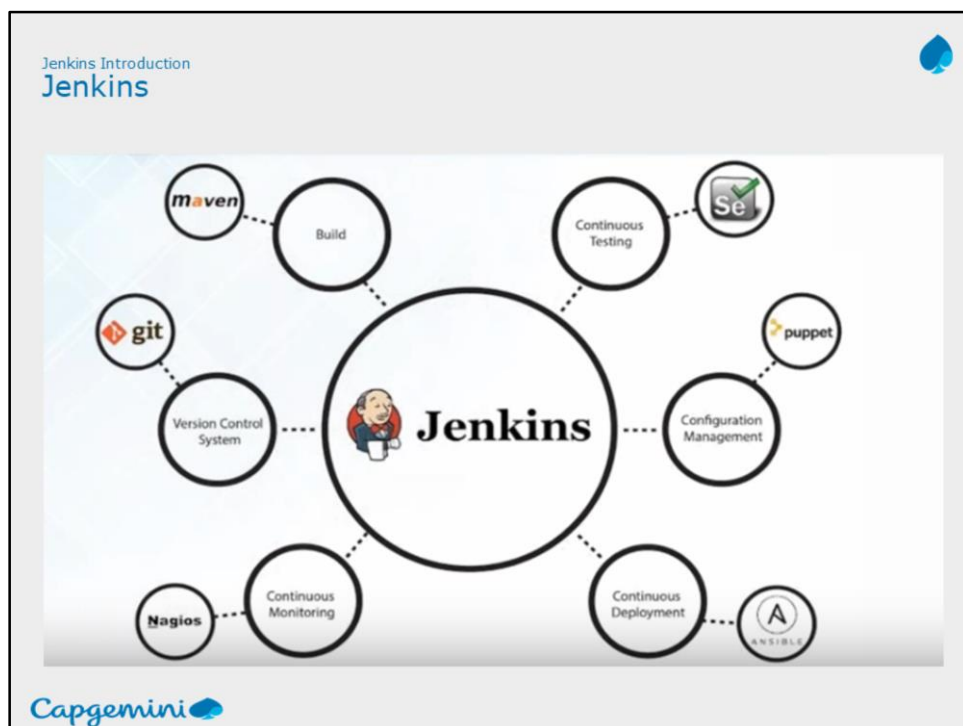 Jenkins Introduction
Jenkins
maven
Build
Continuous
Testing
Se
git
Version Control
System
Jenkins
puppet
Configuration
Management
Nagios
Continuous
Monitoring
Continuous
Deployment
A
ANSIBLE
Capgemini